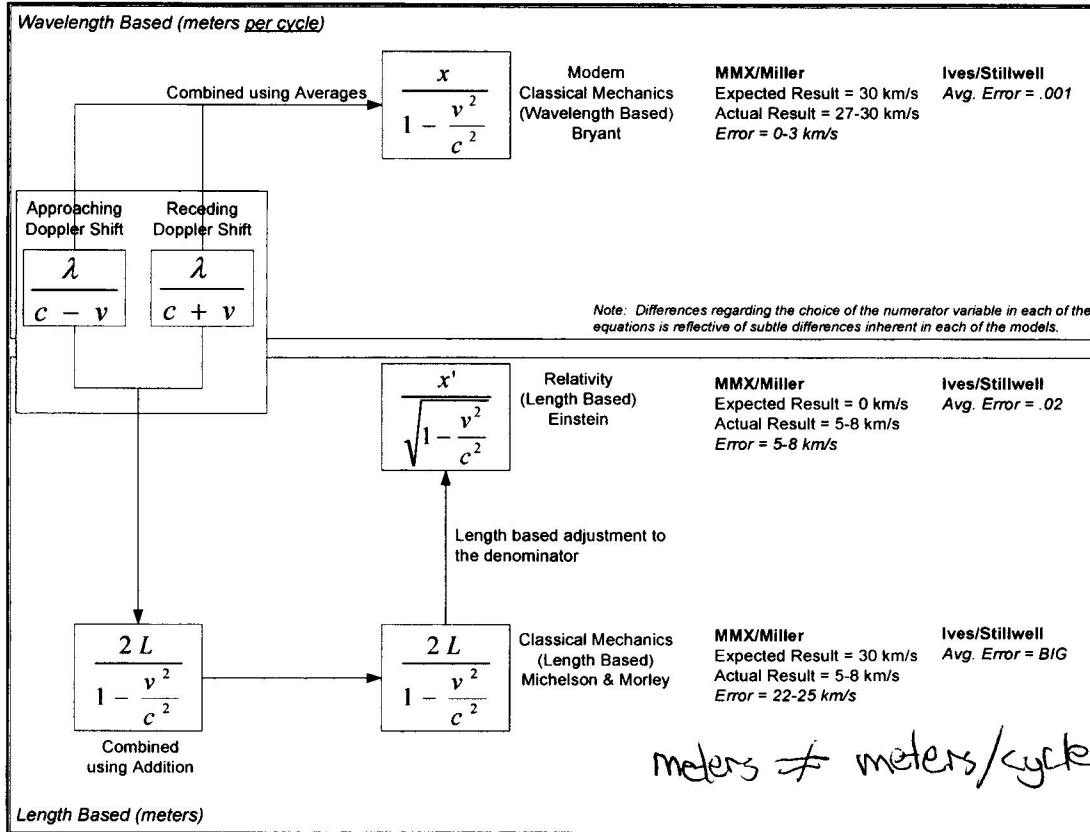 Wavelength Based (meters per cycle)
Combined using Averages
x
1 - v²
c²
Modern
Classical Mechanics
(Wavelength Based)
Bryant
MMX/Miller
Expected Result = 30 km/s
Actual Result = 27-30 km/s
Error = 0-3 km/s
Ives/Stillwell
Avg. Error = .001
Approaching
Doppler Shift
λ
c - v
Receding
Doppler Shift
λ
c + v
Note: Differences regarding the choice of the numerator variable in each of the
equations is reflective of subtle differences inherent in each of the models.
x'
√1 - v²
c²
Relativity
(Length Based)
Einstein
MMX/Miller
Expected Result = 0 km/s
Actual Result = 5-8 km/s
Error = 5-8 km/s
Ives/Stillwell
Avg. Error = .02
Length based adjustment to
the denominator
2 L
1 - v²
c²
Combined
using Addition
2 L
1 - v²
c²
Classical Mechanics
(Length Based)
Michelson & Morley
MMX/Miller
Expected Result = 30 km/s
Actual Result = 5-8 km/s
Error = 22-25 km/s
Ives/Stillwell
Avg. Error = BIG
meters ≠ meters/cycle
Length Based (meters)